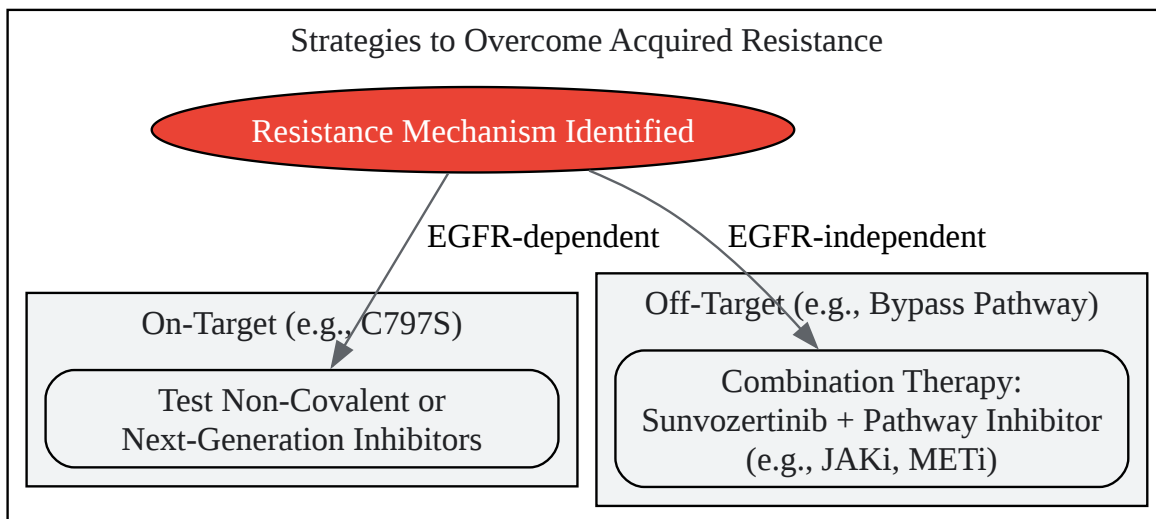 Strategies to Overcome Acquired Resistance
Resistance Mechanism Identified
EGFR-dependent
EGFR-independent
On-Target (e.g., C797S)
Test Non-Covalent or
Next-Generation Inhibitors
Off-Target (e.g., Bypass Pathway)
Combination Therapy:
Sunvozertinib + Pathway Inhibitor
(e.g., JAKi, METi)